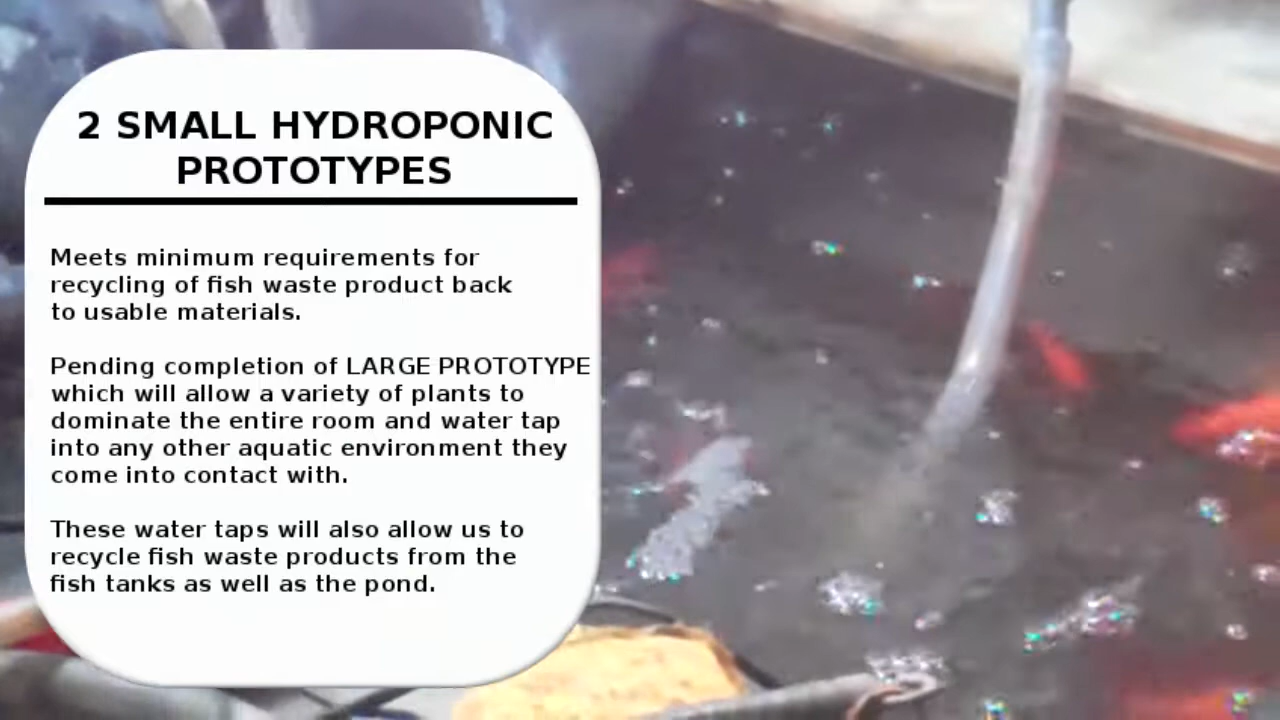 2 SMALL HYDROPONIC
PROTOTYPES
Meets minimum requirements for
recycling of fish waste product back
to usable materials.
Pending completion of LARGE PROTOTYPE
which will allow a variety of plants to
dominate the entire room and water tap
into any other aquatic environment they
come into contact with.
These water taps will also allow us to
recycle fish waste products from the
fish tanks as well as the pond.